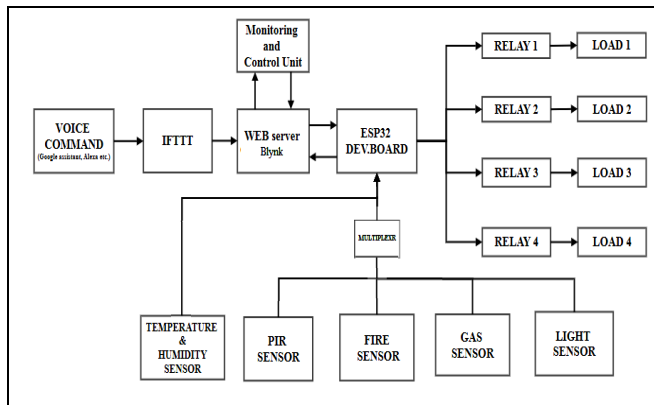 Monitoring
and
Control Unit
VOICE
COMMAND
(Google assistant, Alexa etc.)
IFTTT
WEB server
Blynk
ESP32
DEV.BOARD
RELAY 1
LOAD 1
RELAY 2
LOAD 2
RELAY 3
LOAD 3
RELAY 4
LOAD 4
MULTIPLEXR
TEMPERATURE
&
HUMIDITY
SENSOR
PIR
SENSOR
FIRE
SENSOR
GAS
SENSOR
LIGHT
SENSOR